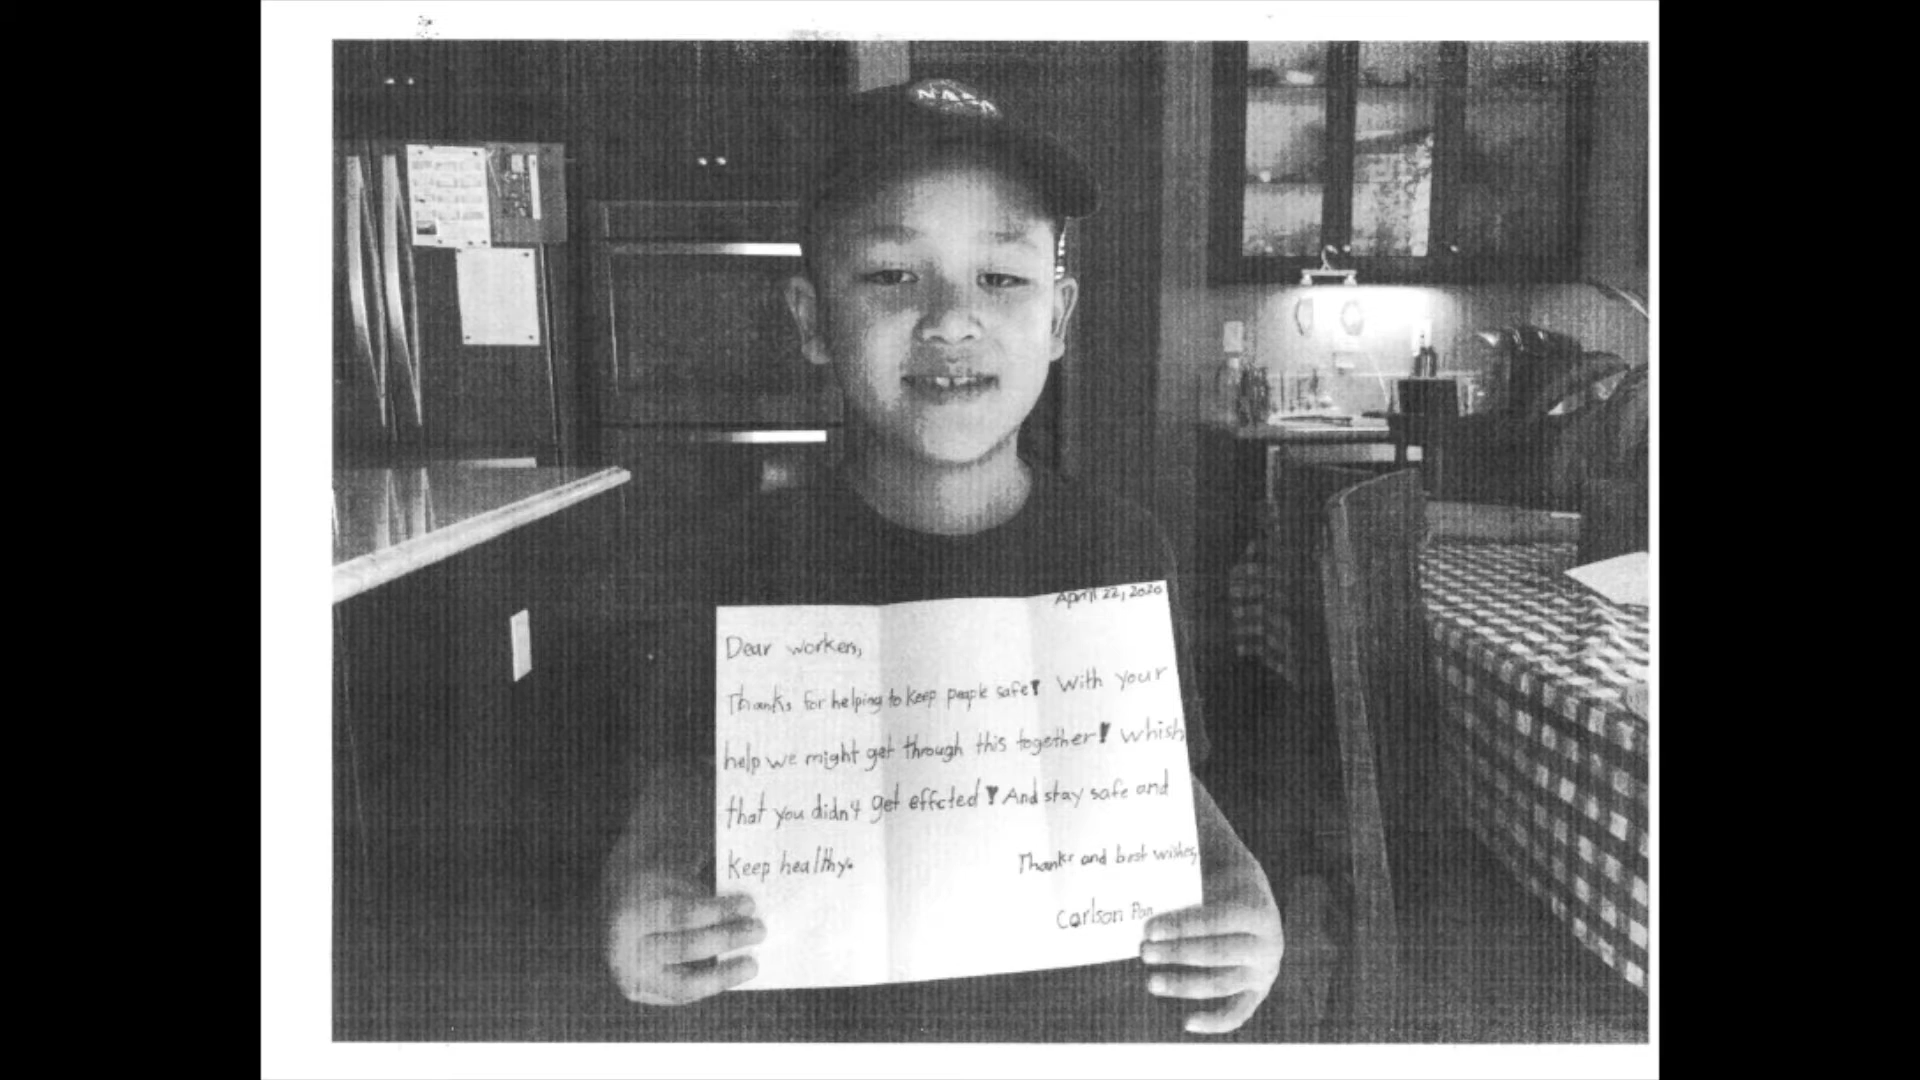 NASA
April 22, 2020
Dear workers,
Thanks for helping to keep people safe! With your
help we might get through this together! Whish
that you didn't get effcted! And stay safe and
keep healthy.
Thanks and best wishes,
Carlson Pan